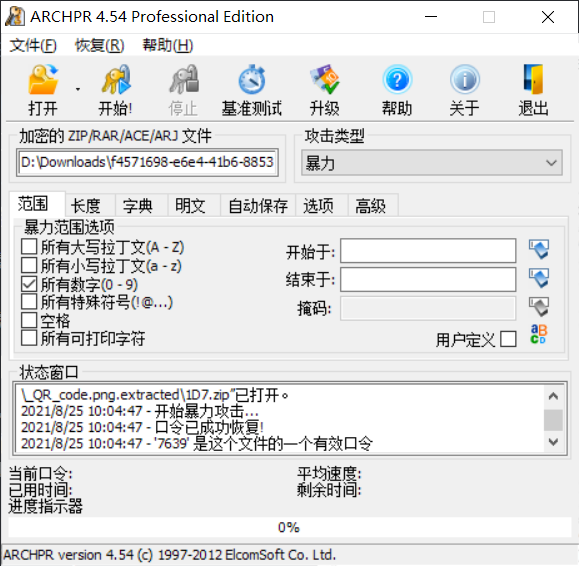 ARCHPR 4.54 Professional Edition
文件(F) 恢复(R) 帮助(H)
打开 开始! 停止 基准测试 升级 帮助 关于 退出
加密的 ZIP/RAR/ACE/ARJ 文件 攻击类型
D:\Downloads\f4571698-e6e4-41b6-8853 暴力
范围 长度 字典 明文 自动保存 选项 高级
暴力范围选项
所有大写拉丁文(A - Z) 开始于:
所有小写拉丁文(a - z)
所有数字(0 - 9) 结束于:
所有特殊符号(!@...) 掩码:
空格
所有可打印字符 用户定义
状态窗口
\_QR_code.png.extracted\1D7.zip"已打开。
2021/8/25 10:04:47 - 开始暴力攻击...
2021/8/25 10:04:47 - 口令已成功恢复!
2021/8/25 10:04:47 - '7639' 是这个文件的一个有效口令
当前口令: 平均速度:
已用时间: 剩余时间:
进度指示器
0%
ARCHPR version 4.54 (c) 1997-2012 ElcomSoft Co. Ltd.